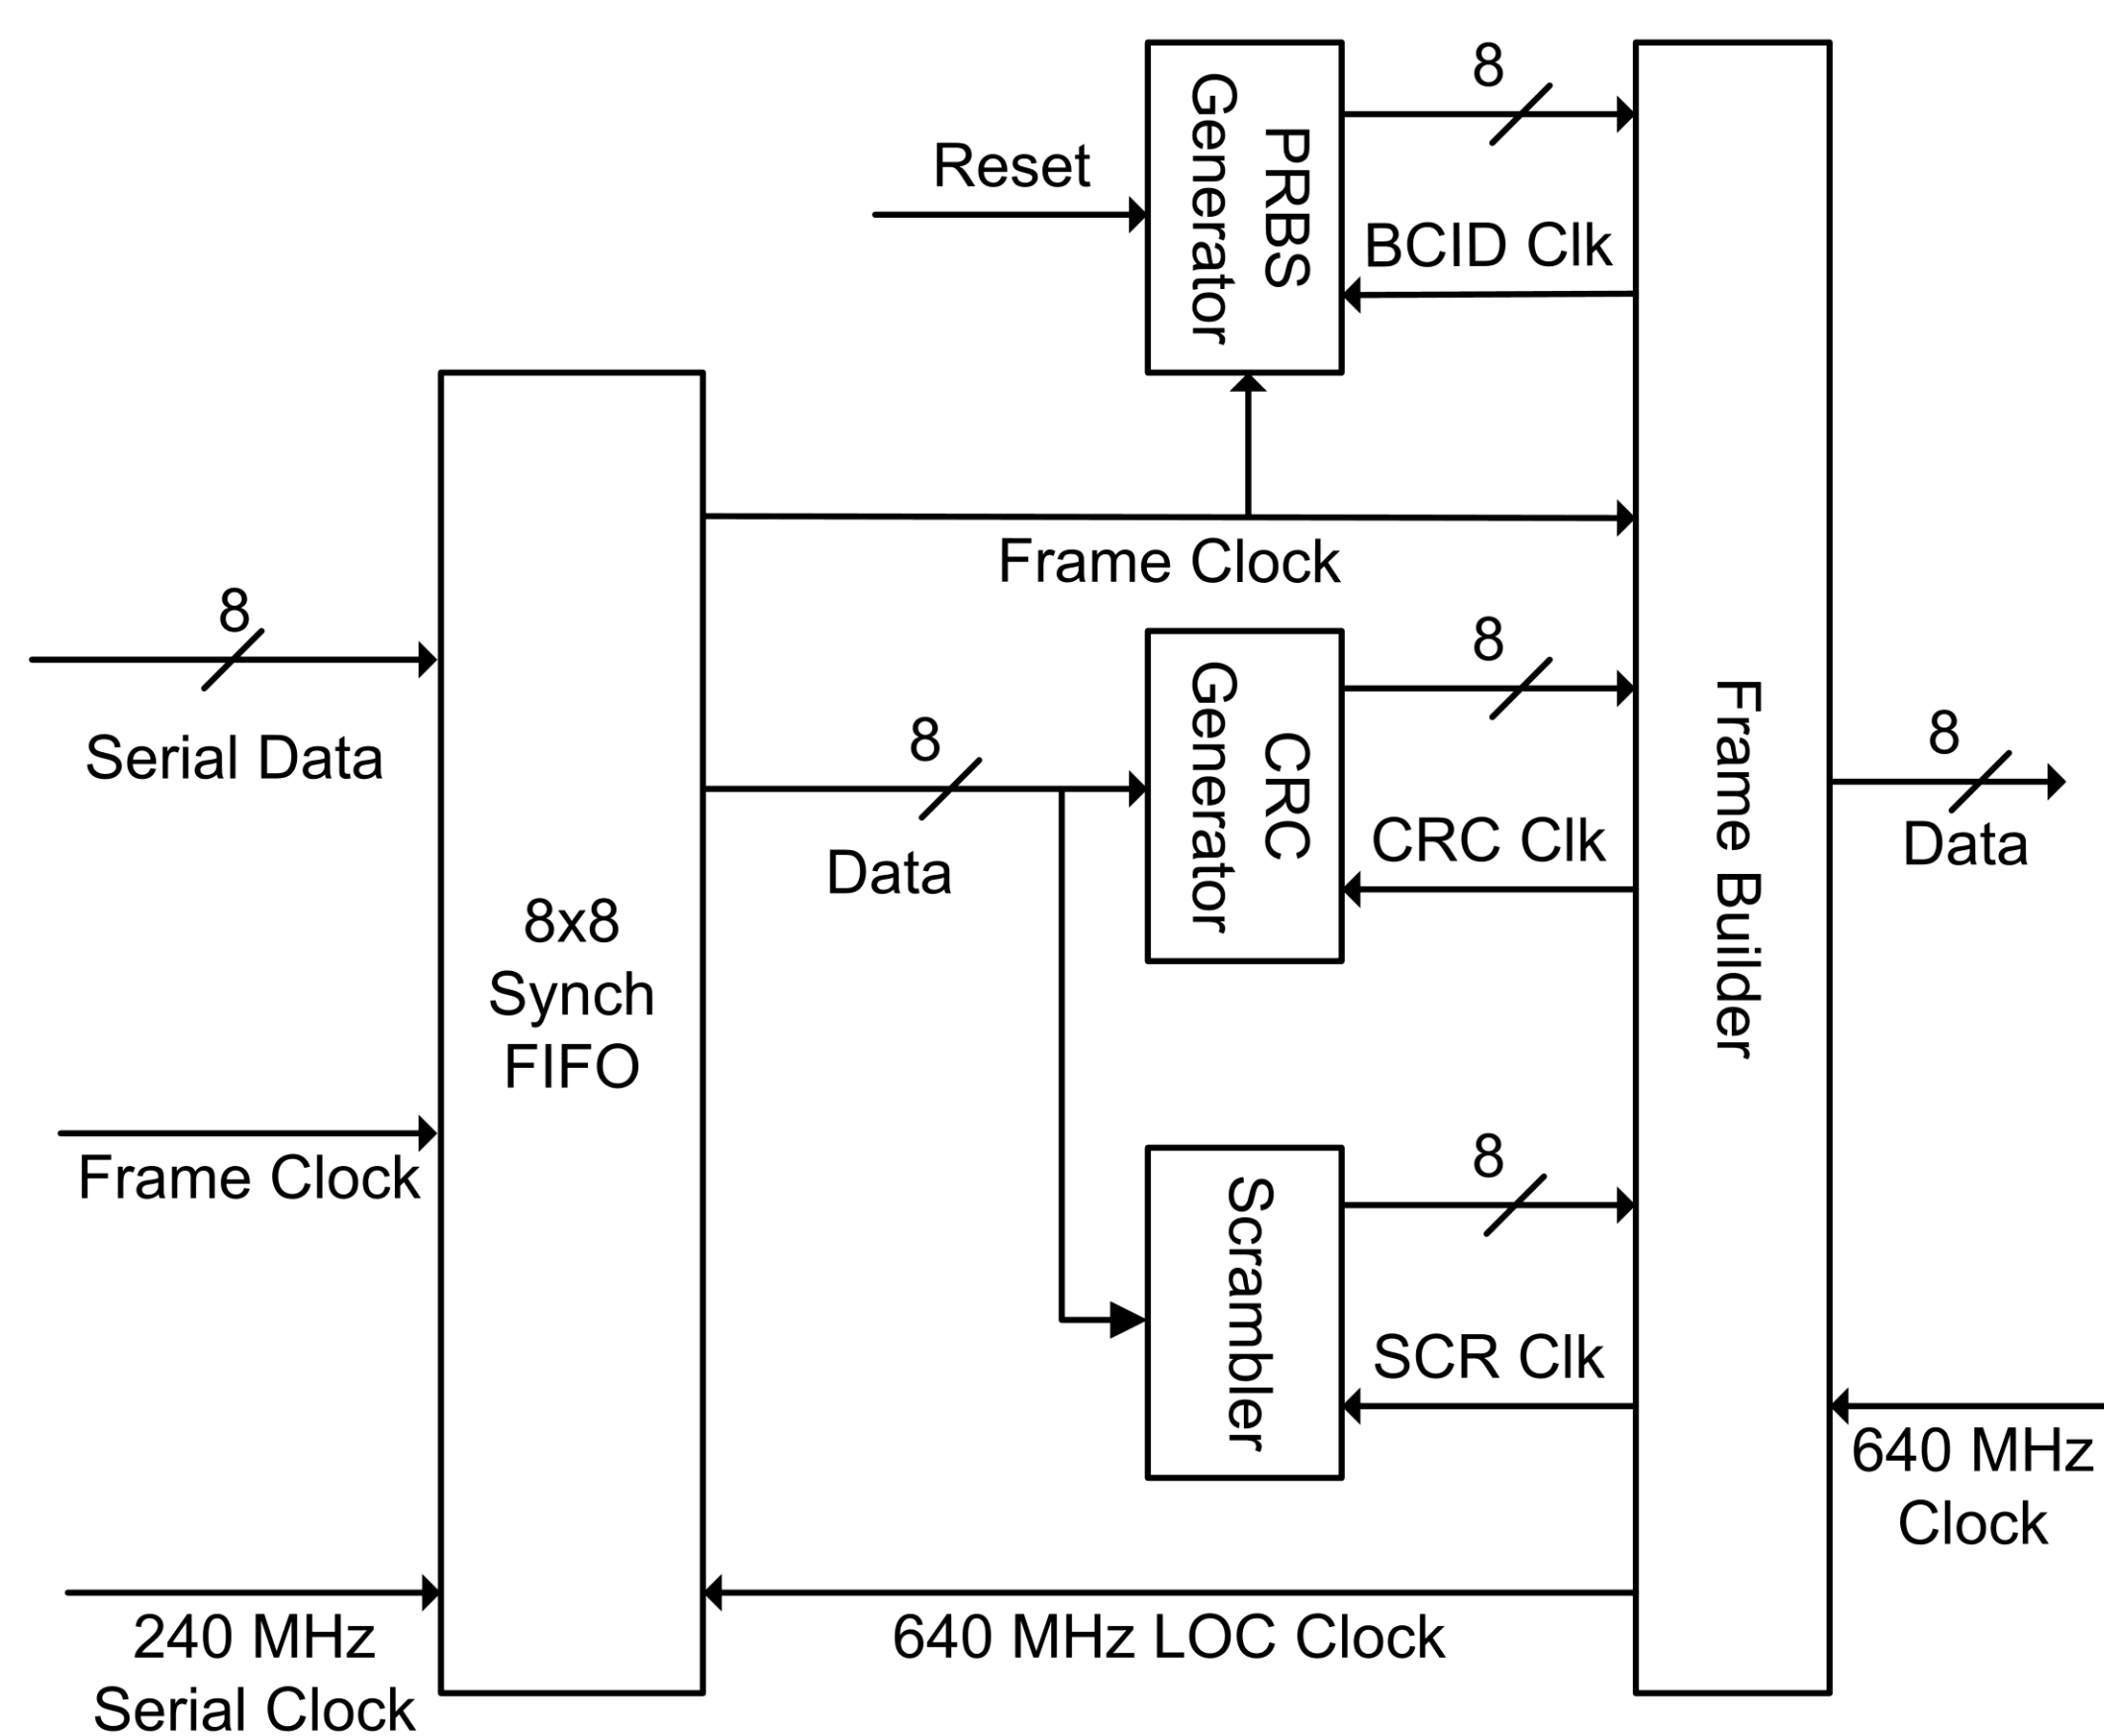 8
PRBS
Generator
Reset
BCID Clk
Frame Clock
8
Serial Data
8
Data
8
CRC
Generator
CRC Clk
8
Data
Frame Builder
8x8
Synch
FIFO
Frame Clock
8
Scrambler
SCR Clk
640 MHz
Clock
240 MHz
Serial Clock
640 MHz LOC Clock